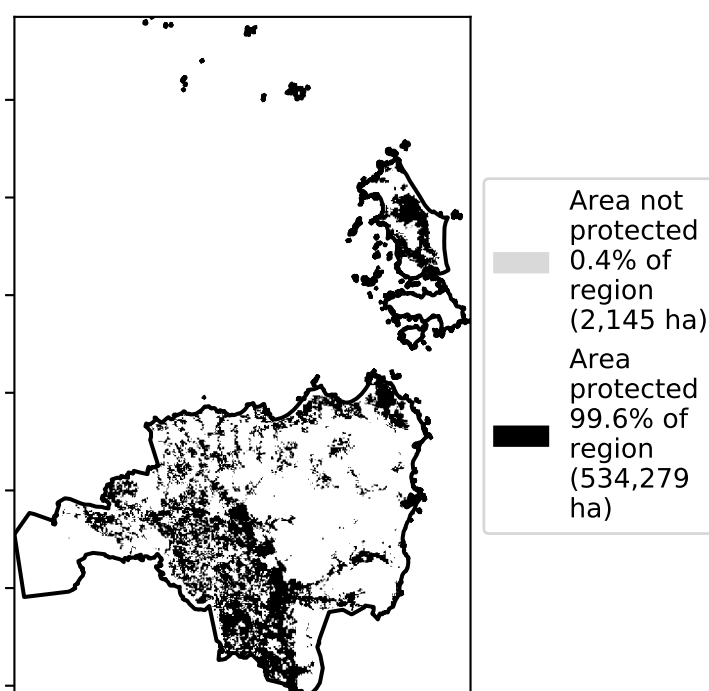 Area not
protected
0.4% of
region
(2,145 ha)
Area
protected
99.6% of
region
(534,279
ha)